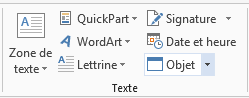 Zone de
texte
QuickPart
WordArt
Lettrine
Signature
Date et heure
Objet
Texte